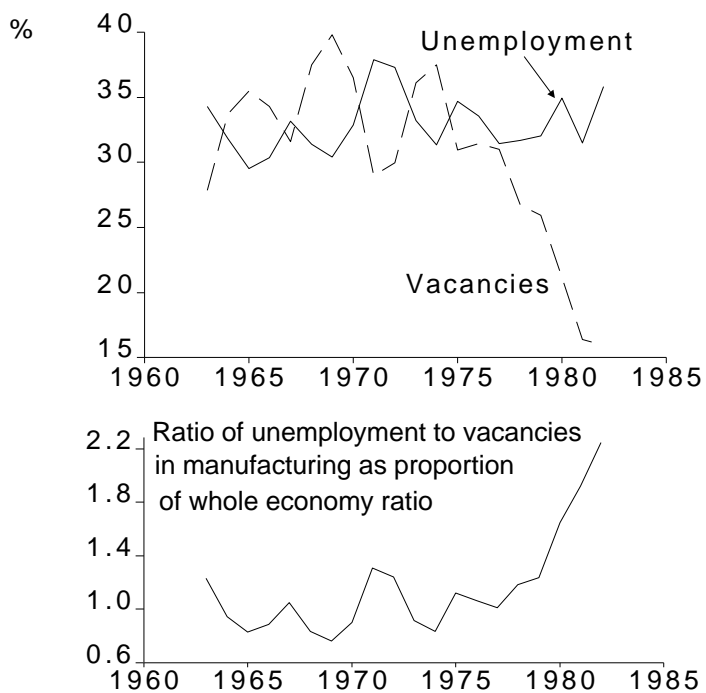 %
40
Unemployment
35
30
25
Vacancies
20
15
1960 1965 1970 1975 1980 1985
2.2
Ratio of unemployment to vacancies
in manufacturing as proportion
of whole economy ratio
1.8
1.4
1.0
0.6
1960 1965 1970 1975 1980 1985